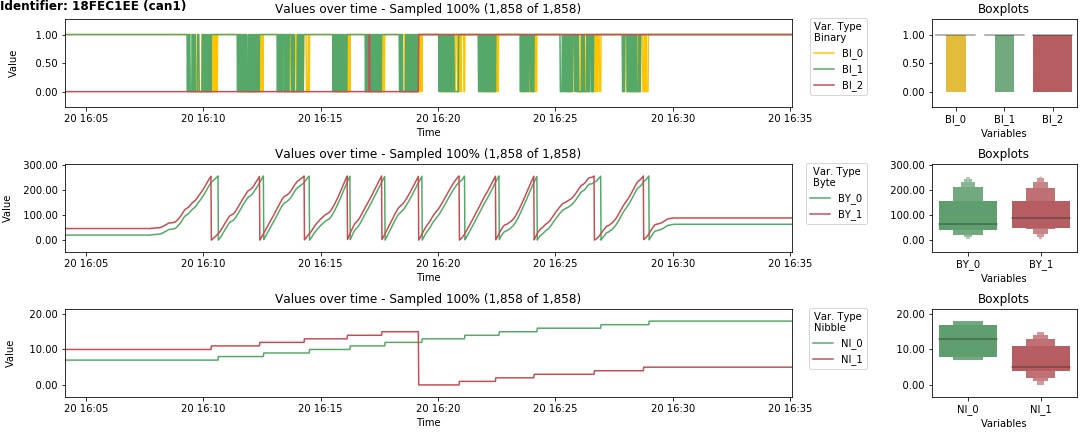 Identifier: 18FEC1EE (can1)
Values over time - Sampled 100% (1,858 of 1,858)
Value
1.00
0.50
0.00
20 16:05
20 16:10
20 16:15
20 16:20
20 16:25
20 16:30
20 16:35
Time
Var. Type
Binary
BI_0
BI_1
BI_2
Boxplots
1.00
0.50
0.00
BI_0
BI_1
BI_2
Variables
Values over time - Sampled 100% (1,858 of 1,858)
Value
300.00
200.00
100.00
0.00
20 16:05
20 16:10
20 16:15
20 16:20
20 16:25
20 16:30
20 16:35
Time
Var. Type
Byte
BY_0
BY_1
Boxplots
300.00
200.00
100.00
0.00
BY_0
BY_1
Variables
Values over time - Sampled 100% (1,858 of 1,858)
Value
20.00
10.00
0.00
20 16:05
20 16:10
20 16:15
20 16:20
20 16:25
20 16:30
20 16:35
Time
Var. Type
Nibble
NI_0
NI_1
Boxplots
20.00
10.00
0.00
NI_0
NI_1
Variables